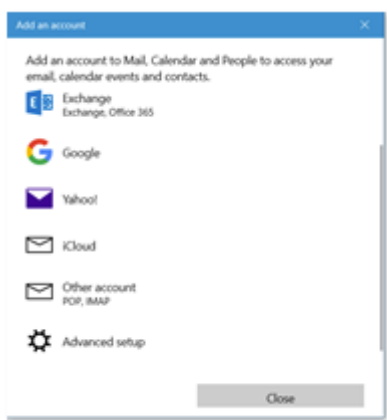 Add an account
Add an account to Mail, Calendar and People to access your
email, calendar events and contacts.
Exchange
Exchange, Office 365
Google
Yahoo!
iCloud
Other account
POP, IMAP
Advanced setup
Close